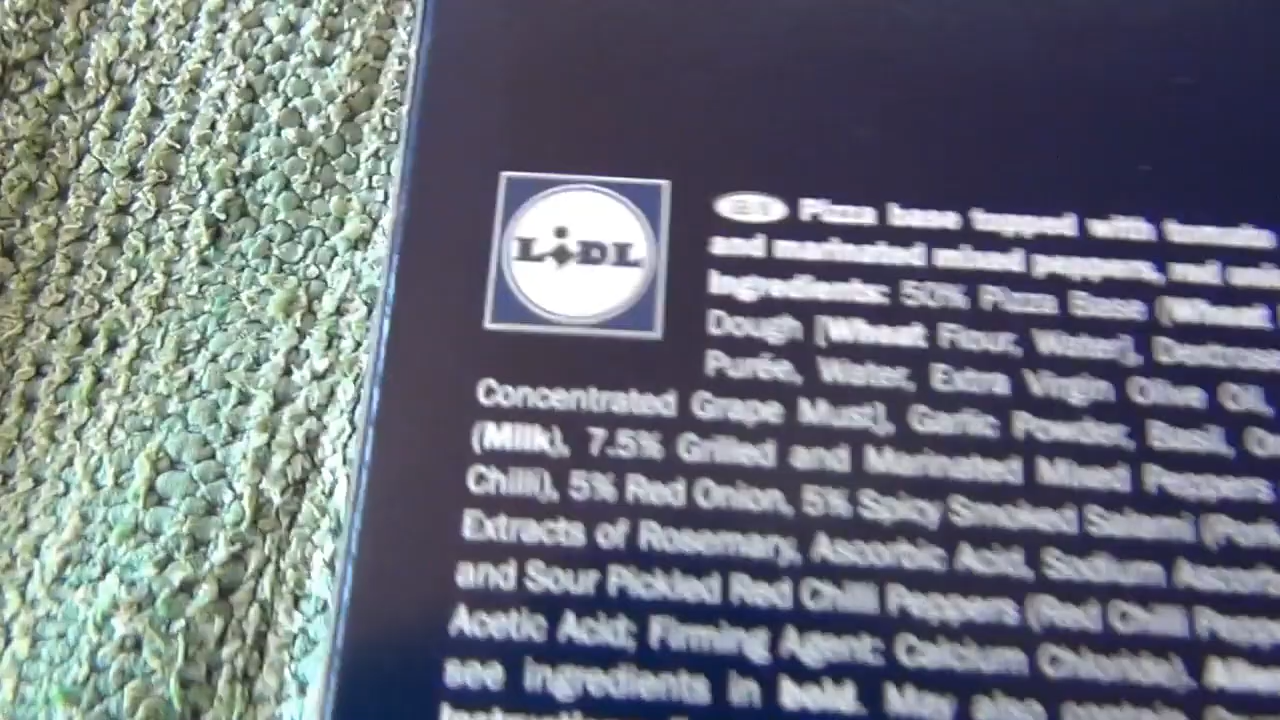 LiDL
Pizza base topped with tomato
and marinated mixed peppers, red
Ingredients: 50% Pizza Base (Wheat
Dough [Wheat Flour, Water], Dextrose
Purée, Water, Extra Virgin Olive Oil,
Concentrated Grape Must], Garlic Powder, Basil,
(Milk), 7.5% Grilled and Marinated Mixed Peppers
Chilli), 5% Red Onion, 5% Spicy Smoked Salami (Pork
Extracts of Rosemary, Ascorbic Acid, Sodium
and Sour Pickled Red Chilli Peppers (Red Chilli
Acetic Acid; Firming Agent: Calcium Chloride),
see ingredients in bold. May also contain